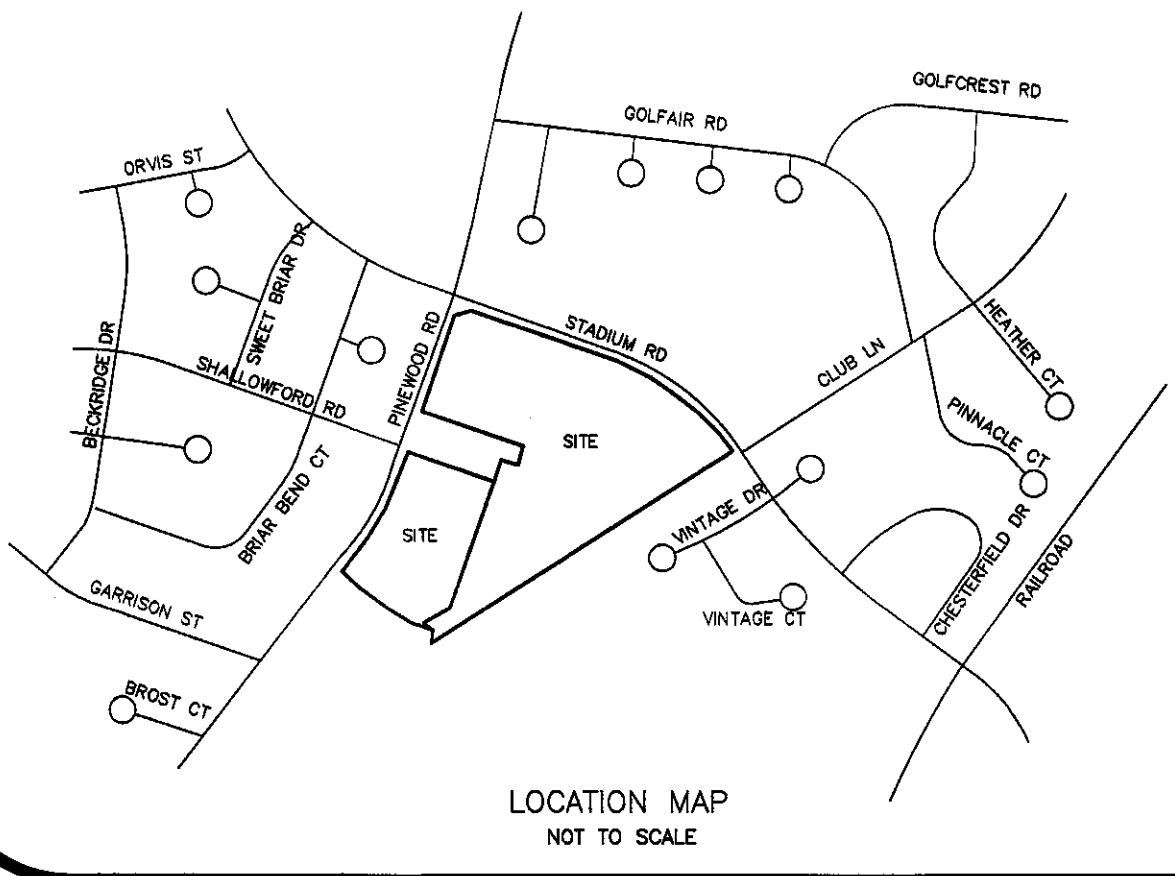 GOLFCREST RD
GOLFAIR RD
ORVIS ST
SWEET BRIAR DR
BECKRIDGE DR
SHALLOWFORD RD
PINEWOOD RD
STADIUM RD
CLUB LN
HEATHER CT
PINNACLE CT
SITE
BRIAR BEND CT
SITE
VINTAGE DR
CHESTERFIELD DR
RAILROAD
GARRISON ST
VINTAGE CT
BROST CT
LOCATION MAP
NOT TO SCALE